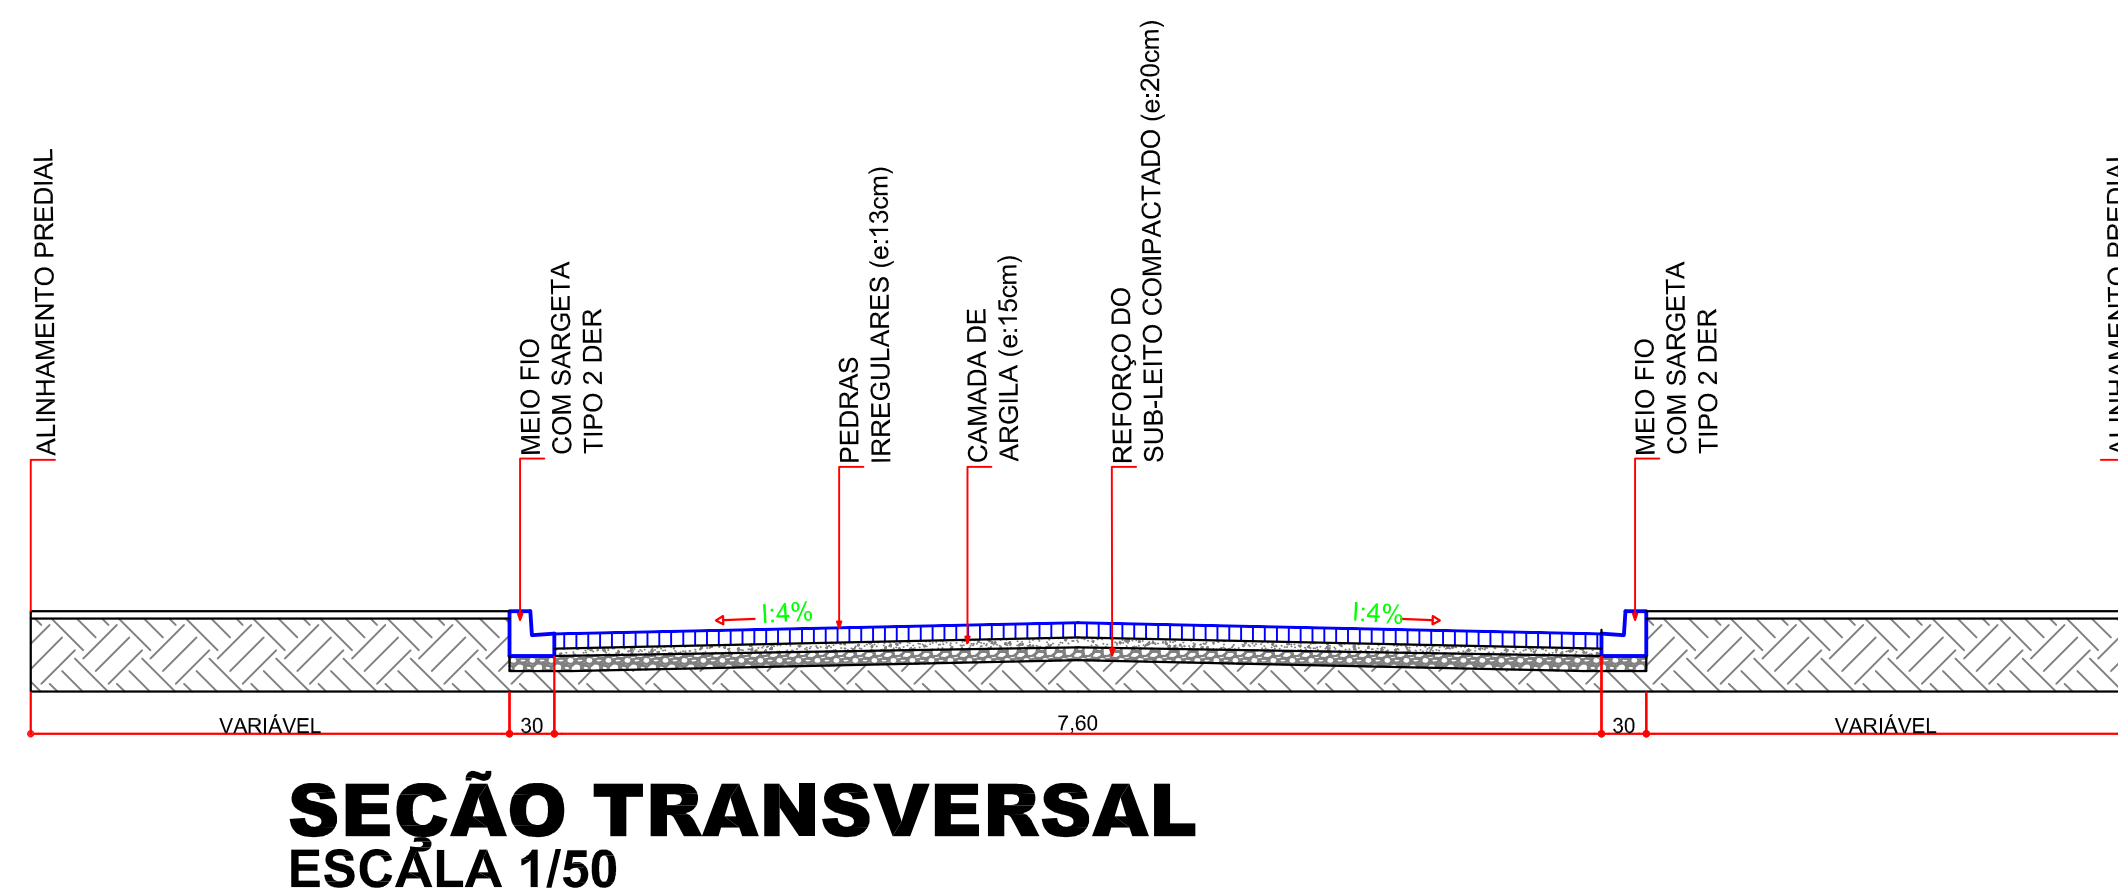 ALINHAMENTO PREDIAL
MEIO FIO
COM SARGETA
TIPO 2 DER
PEDRAS
IRREGULARES (e:13cm)
CAMADA DE
ARGILA (e:15cm)
REFORÇO DO
SUB-LEITO COMPACTADO (e:20cm)
MEIO FIO
COM SARGETA
TIPO 2 DER
ALINHAMENTO PREDIAL
I:4%
I:4%
VARIÁVEL
30
7,60
30
VARIÁVEL
SEÇÃO TRANSVERSAL
ESCALA 1/50